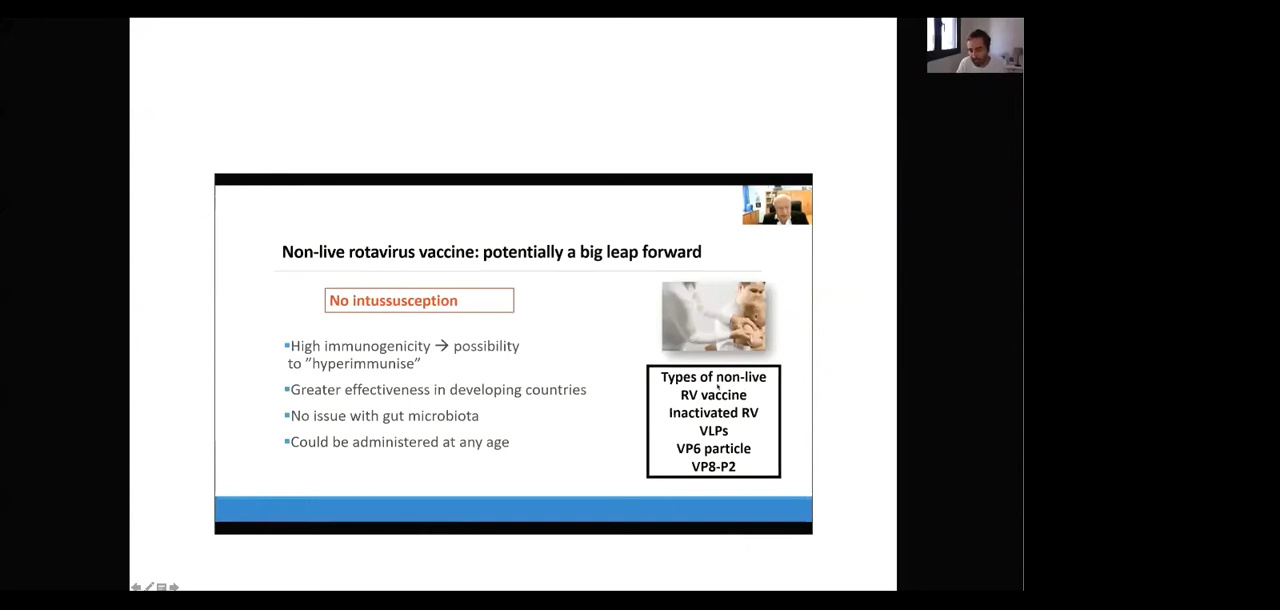 Non-live rotavirus vaccine: potentially a big leap forward
No intussusception
▪High immunogenicity → possibility
to ”hyperimmunise”
▪Greater effectiveness in developing countries
▪No issue with gut microbiota
▪Could be administered at any age
Types of non-live
RV vaccine
Inactivated RV
VLPs
VP6 particle
VP8-P2